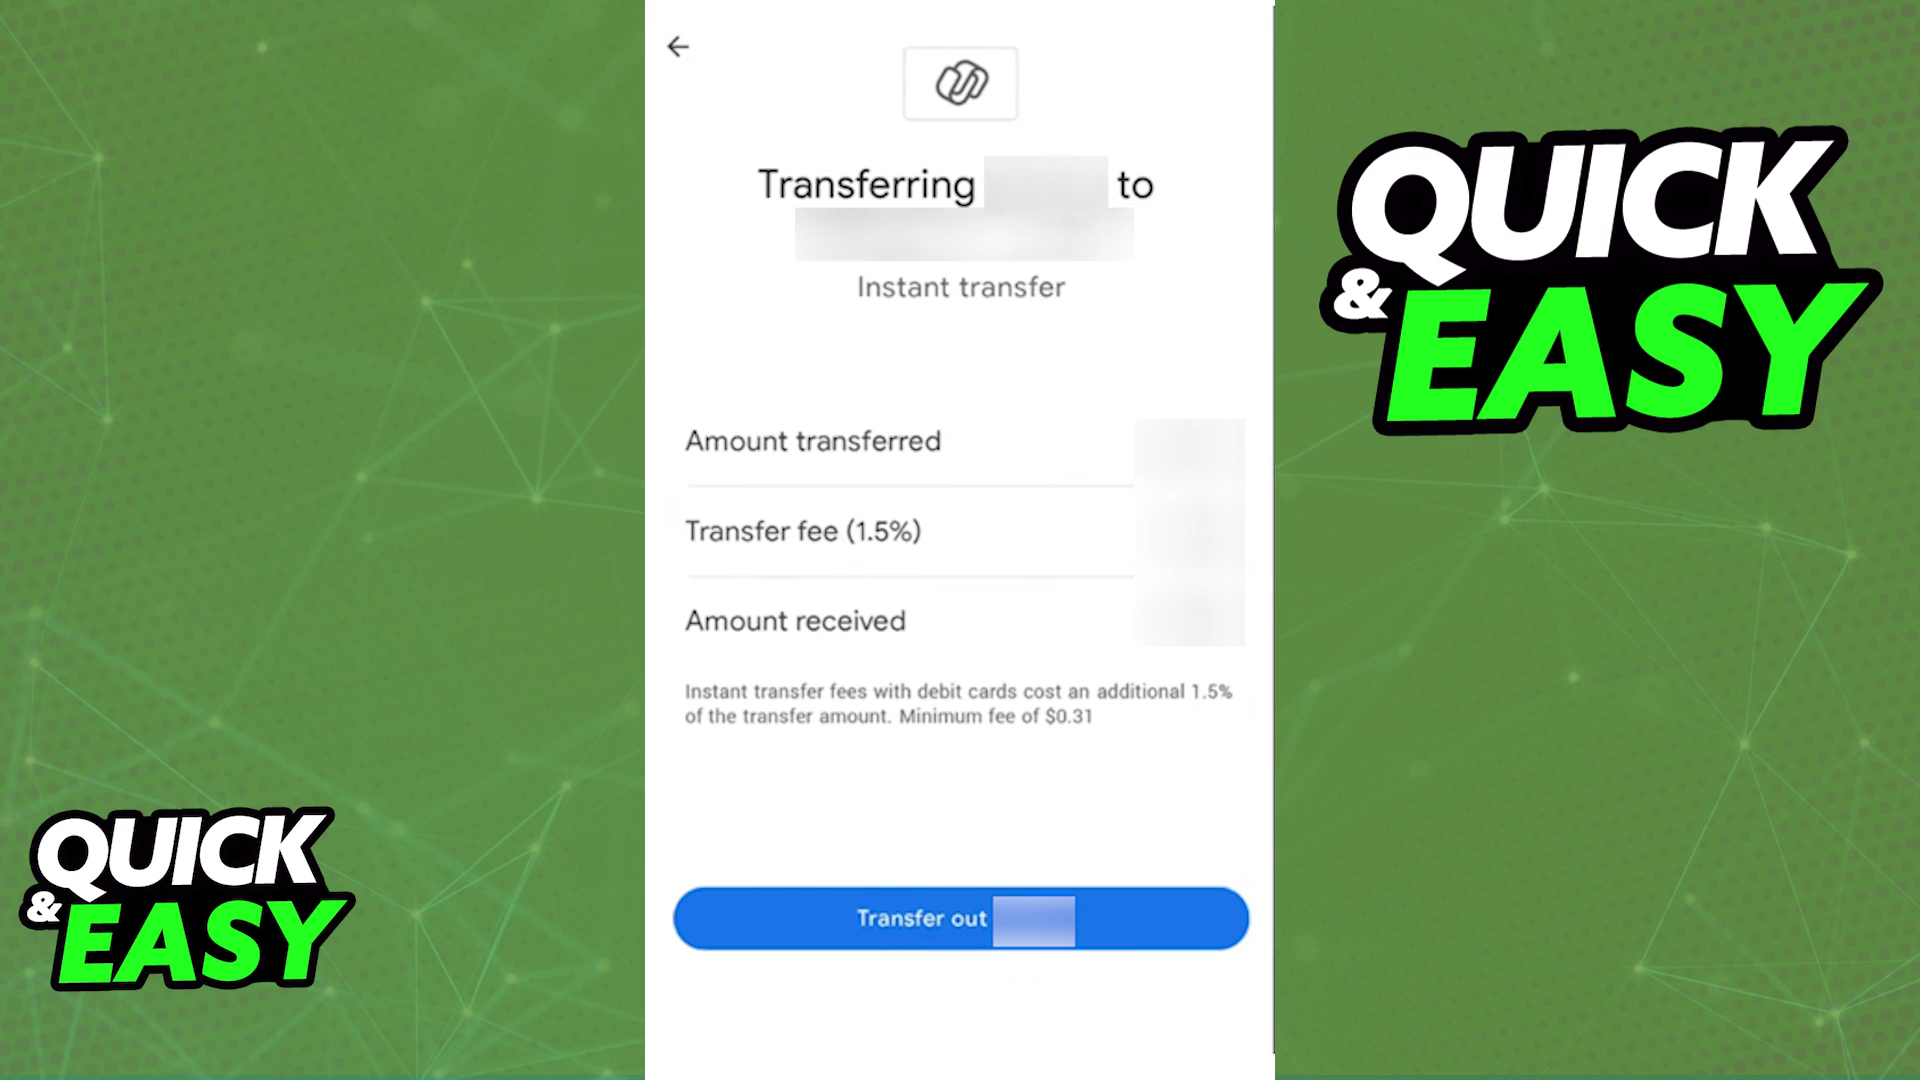 Transferring to
Instant transfer
Amount transferred
Transfer fee (1.5%)
Amount received
Instant transfer fees with debit cards cost an additional 1.5%
of the transfer amount. Minimum fee of $0.31
Transfer out
QUICK
& EASY
QUICK
& EASY